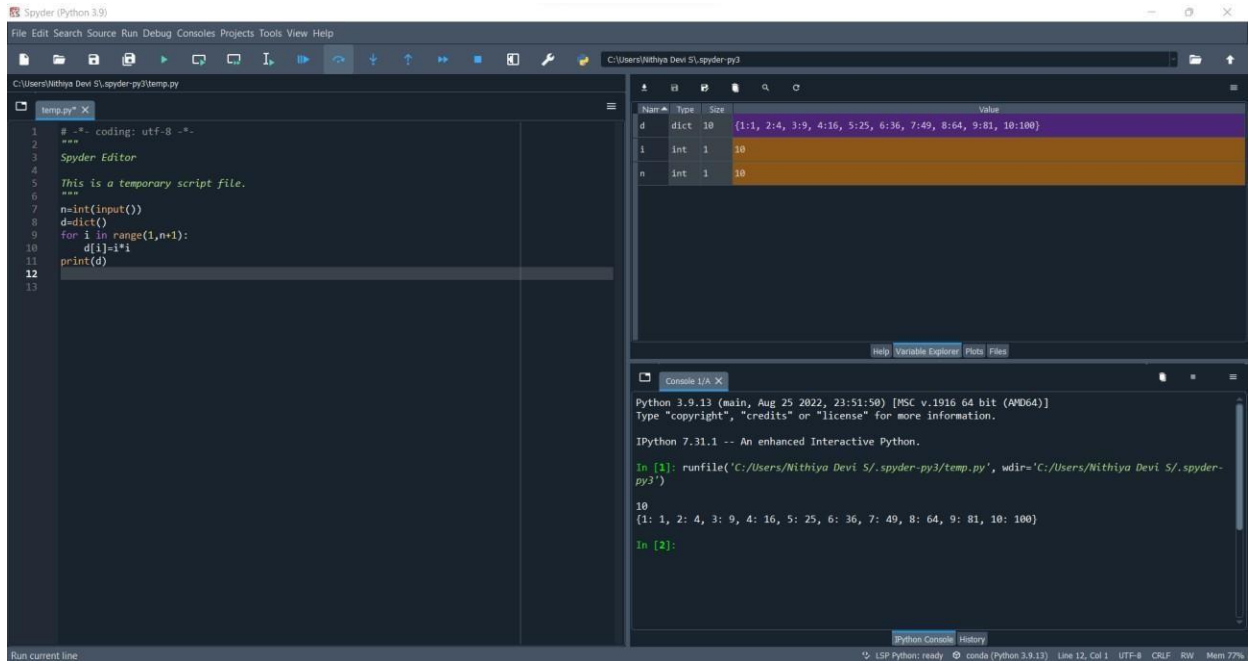 Spyder (Python 3.9)
File Edit Search Source Run Debug Consoles Projects Tools View Help
C:\Users\Nithiya Devi S\.spyder-py3
C:\Users\Nithiya Devi S\.spyder-py3\temp.py
temp.py*
1 # -*- coding: utf-8 -*-
2 """
3 Spyder Editor
4
5 This is a temporary script file.
6 """
7 n=int(input())
8 d=dict()
9 for i in range(1,n+1):
10     d[i]=i*i
11 print(d)
12
13
Nam Type Size Value
d dict 10 {1:1, 2:4, 3:9, 4:16, 5:25, 6:36, 7:49, 8:64, 9:81, 10:100}
i int 1 10
n int 1 10
Help Variable Explorer Plots Files
Console 1/A
Python 3.9.13 (main, Aug 25 2022, 23:51:50) [MSC v.1916 64 bit (AMD64)]
Type "copyright", "credits" or "license" for more information.
IPython 7.31.1 -- An enhanced Interactive Python.
In [1]: runfile('C:/Users/Nithiya Devi S/.spyder-py3/temp.py', wdir='C:/Users/Nithiya Devi S/.spyder-
py3')
10
{1: 1, 2: 4, 3: 9, 4: 16, 5: 25, 6: 36, 7: 49, 8: 64, 9: 81, 10: 100}
In [2]:
IPython Console History
Run current line
LSP Python: ready conda (Python 3.9.13) Line 12, Col 1 UTF-8 CRLF RW Mem 77%